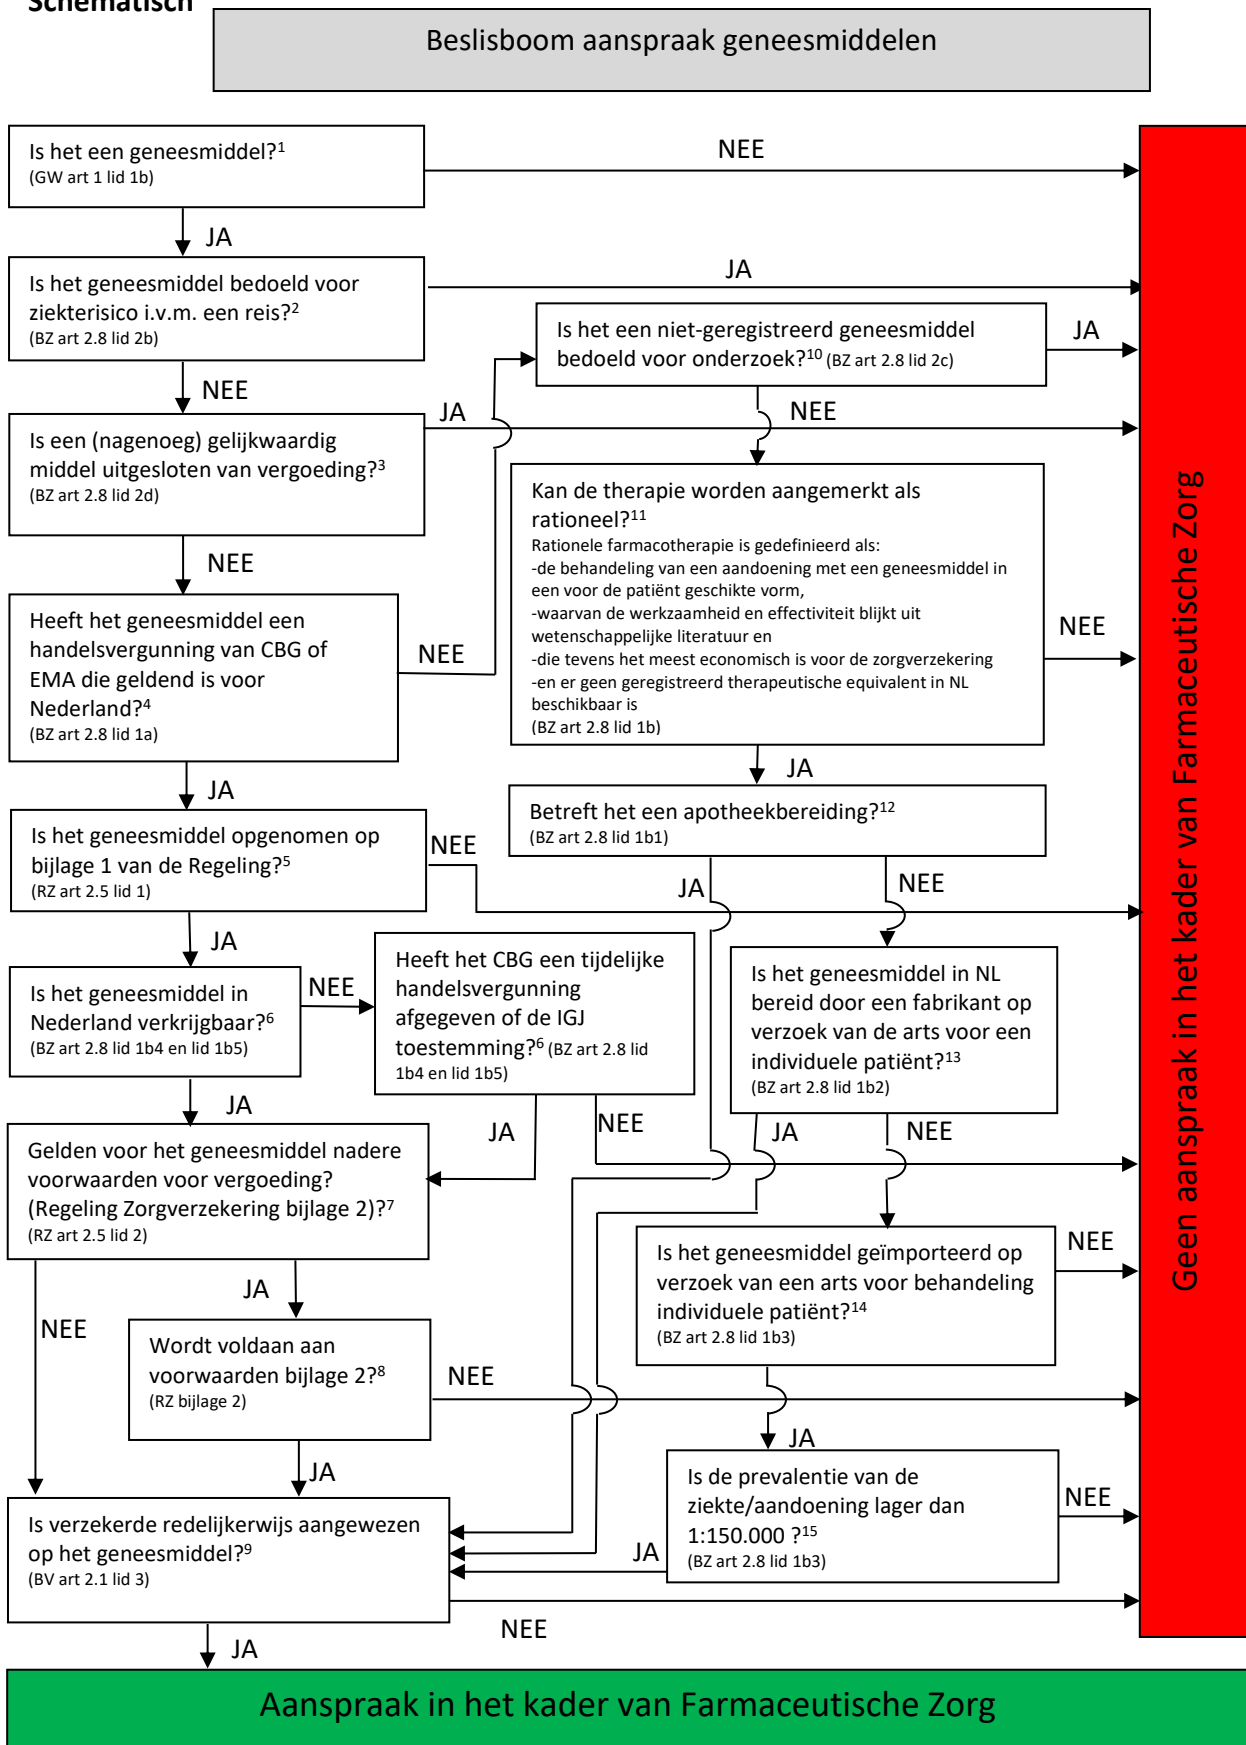 Schematisch
Beslisboom aanspraak geneesmiddelen
Is het een geneesmiddel?¹
(GW art 1 lid 1b)
NEE
JA
Is het geneesmiddel bedoeld voor
ziekterisico i.v.m. een reis?²
(BZ art 2.8 lid 2b)
JA
NEE
Is een (nagenoeg) gelijkwaardig
middel uitgesloten van vergoeding?³
(BZ art 2.8 lid 2d)
JA
NEE
Heeft het geneesmiddel een
handelsvergunning van CBG of
EMA die geldend is voor
Nederland?⁴
(BZ art 2.8 lid 1a)
NEE
JA
Is het geneesmiddel opgenomen op
bijlage 1 van de Regeling?⁵
(RZ art 2.5 lid 1)
NEE
JA
Is het geneesmiddel in
Nederland verkrijgbaar?⁶
(BZ art 2.8 lid 1b4 en lid 1b5)
NEE
JA
Heeft het CBG een tijdelijke
handelsvergunning
afgegeven of de IGJ
toestemming?⁶ (BZ art 2.8 lid
1b4 en lid 1b5)
JA
NEE
Gelden voor het geneesmiddel nadere
voorwaarden voor vergoeding?
(Regeling Zorgverzekering bijlage 2)?⁷
(RZ art 2.5 lid 2)
NEE
JA
Wordt voldaan aan
voorwaarden bijlage 2?⁸
(RZ bijlage 2)
NEE
JA
Is verzekerde redelijkerwijs aangewezen
op het geneesmiddel?⁹
(BV art 2.1 lid 3)
NEE
JA
Is het een niet-geregistreerd geneesmiddel
bedoeld voor onderzoek?¹⁰ (BZ art 2.8 lid 2c)
JA
NEE
Kan de therapie worden aangemerkt als
rationeel?¹¹
Rationele farmacotherapie is gedefinieerd als:
-de behandeling van een aandoening met een geneesmiddel in
een voor de patiënt geschikte vorm,
-waarvan de werkzaamheid en effectiviteit blijkt uit
wetenschappelijke literatuur en
-die tevens het meest economisch is voor de zorgverzekering
-en er geen geregistreerd therapeutische equivalent in NL
beschikbaar is
(BZ art 2.8 lid 1b)
NEE
JA
Betreft het een apotheekbereiding?¹²
(BZ art 2.8 lid 1b1)
JA
NEE
Is het geneesmiddel in NL
bereid door een fabrikant op
verzoek van de arts voor een
individuele patiënt?¹³
(BZ art 2.8 lid 1b2)
JA
NEE
Is het geneesmiddel geïmporteerd op
verzoek van een arts voor behandeling
individuele patiënt?¹⁴
(BZ art 2.8 lid 1b3)
NEE
JA
Is de prevalentie van de
ziekte/aandoening lager dan
1:150.000 ?¹⁵
(BZ art 2.8 lid 1b3)
NEE
JA
Geen aanspraak in het kader van Farmaceutische Zorg
Aanspraak in het kader van Farmaceutische Zorg